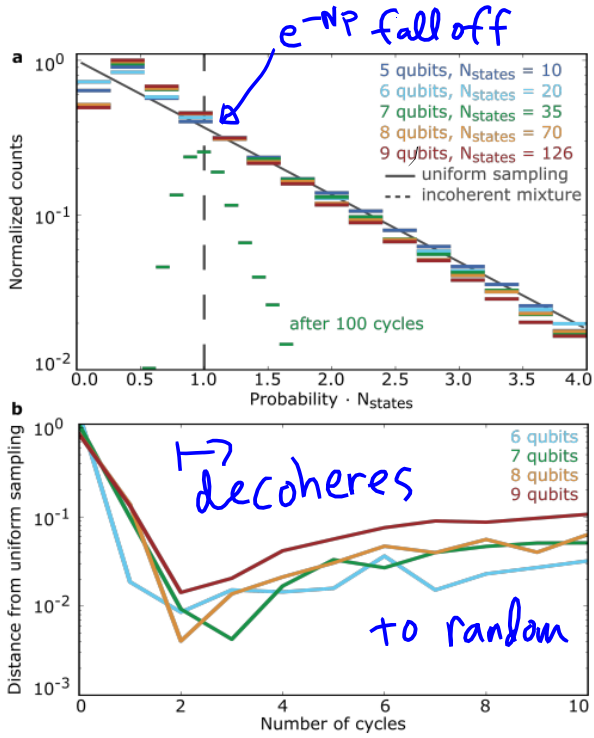 e^-Np fall off
a
5 qubits, N_states = 10
6 qubits, N_states = 20
7 qubits, N_states = 35
8 qubits, N_states = 70
9 qubits, N_states = 126
uniform sampling
incoherent mixture
Normalized counts
10^0
10^-1
10^-2
after 100 cycles
0.0 0.5 1.0 1.5 2.0 2.5 3.0 3.5 4.0
Probability · N_states
b
6 qubits
7 qubits
8 qubits
9 qubits
decoheres
to random
Distance from uniform sampling
10^0
10^-1
10^-2
10^-3
0 2 4 6 8 10
Number of cycles